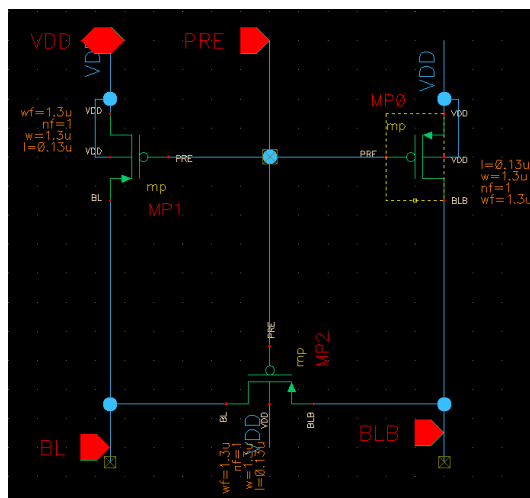 VDD
PRE
VDD
VDD
wf=1.3u
nf=1
w=1.3u
l=0.13u
VDD
VDD
PRE
mp
BL
MP1
MP0
mp
PRE
VDD
VDD
BLB
l=0.13u
w=1.3u
nf=1
wf=1.3u
PRE
mp
MP2
BL
VDD
BLB
VDD
wf=1.3u
nf=1
w=1.3u
l=0.13u
BL
BLB